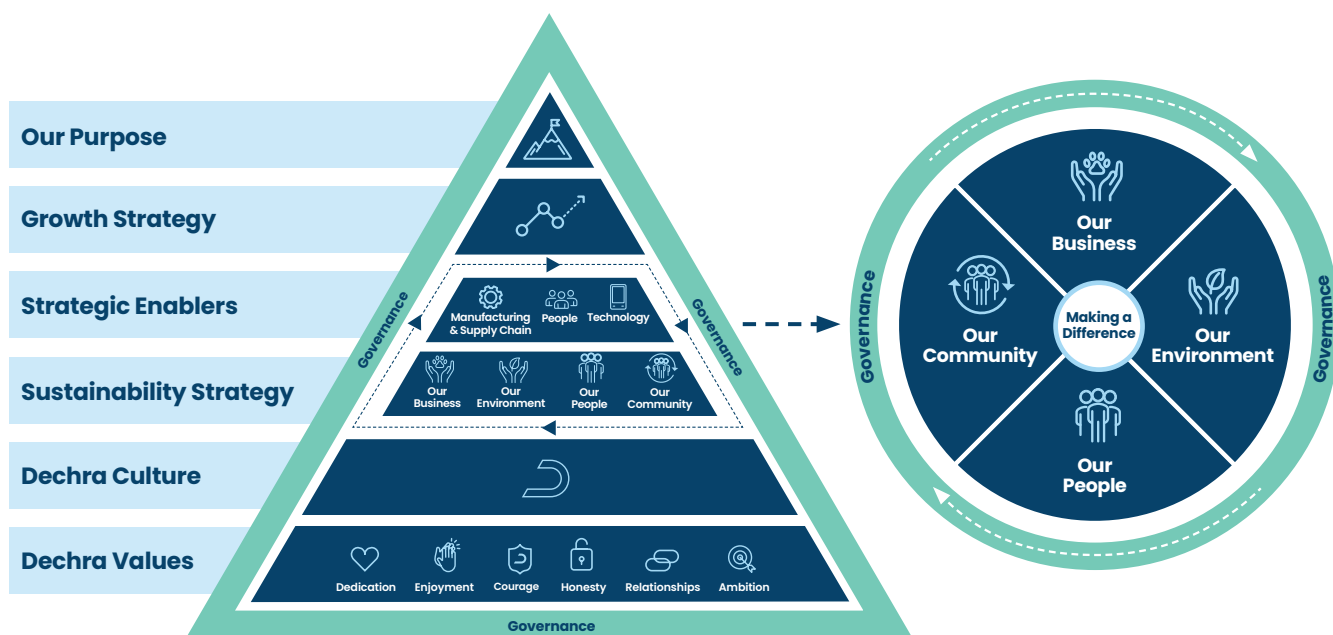 Our Purpose
Growth Strategy
Strategic Enablers
Sustainability Strategy
Dechra Culture
Dechra Values
Governance
Governance
Manufacturing
& Supply Chain
People
Technology
Our
Business
Our
Environment
Our
People
Our
Community
Dedication
Enjoyment
Courage
Honesty
Relationships
Ambition
Governance
Governance
Governance
Our
Business
Our
Community
Making a
Difference
Our
Environment
Our
People